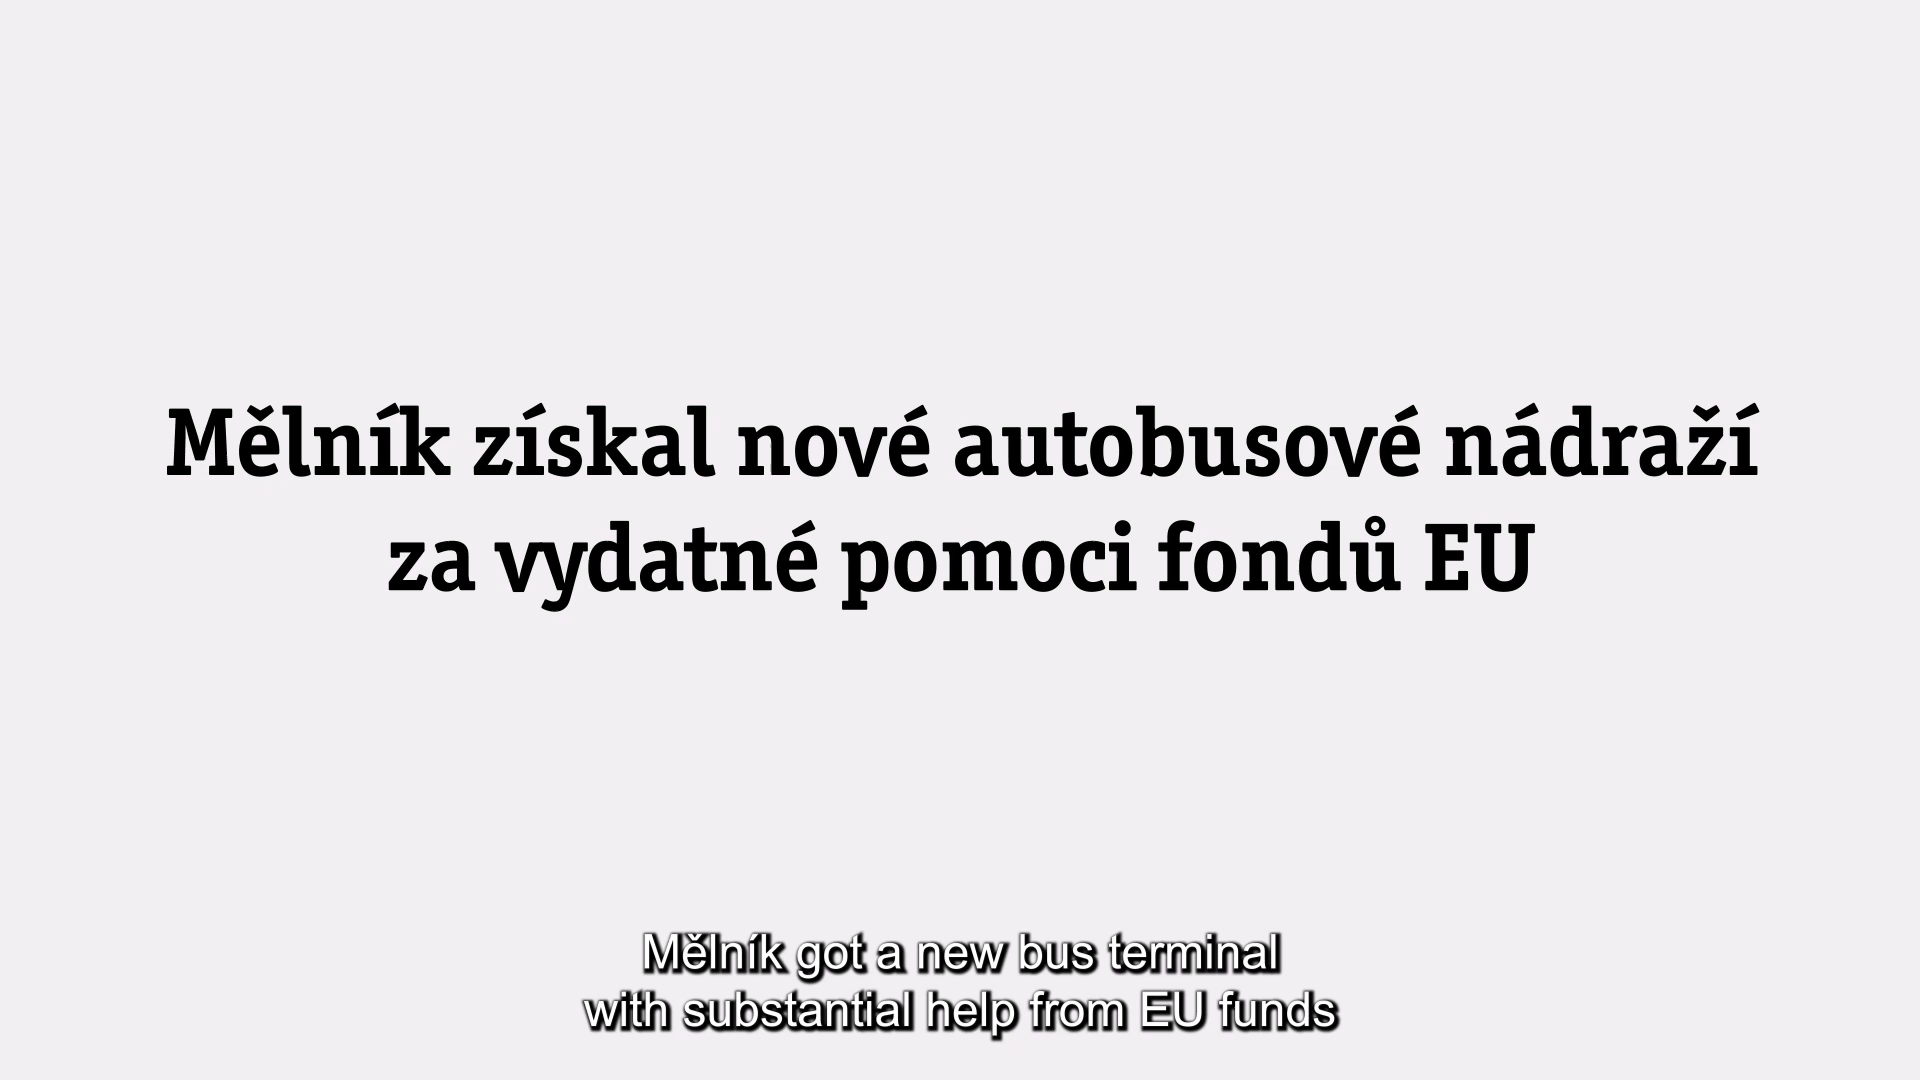 Mělník získal nové autobusové nádraží
za vydatné pomoci fondů EU
Mělník got a new bus terminal
with substantial help from EU funds